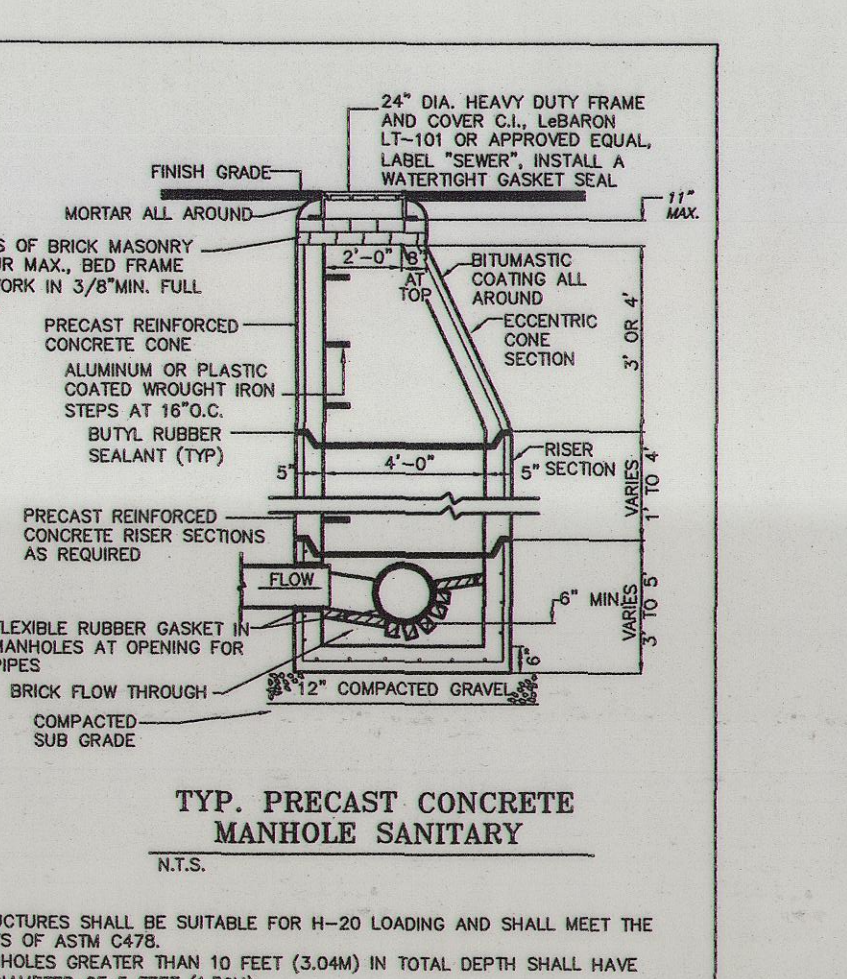 24" DIA. HEAVY DUTY FRAME
AND COVER C.I., LeBARON
LT-101 OR APPROVED EQUAL,
LABEL "SEWER", INSTALL A
WATERTIGHT GASKET SEAL
FINISH GRADE
11"
MAX.
MORTAR ALL AROUND
S OF BRICK MASONRY
UR MAX., BED FRAME
ORK IN 3/8"MIN. FULL
2'-0"
8"
AT
TOP
BITUMASTIC
COATING ALL
AROUND
PRECAST REINFORCED
CONCRETE CONE
ECCENTRIC
CONE
SECTION
3' OR 4'
ALUMINUM OR PLASTIC
COATED WROUGHT IRON
STEPS AT 16"O.C.
BUTYL RUBBER
SEALANT (TYP)
5"
4'-0"
5"
RISER
SECTION
VARIES
1' TO 4'
PRECAST REINFORCED
CONCRETE RISER SECTIONS
AS REQUIRED
FLOW
6" MIN
VARIES
3' TO 5'
FLEXIBLE RUBBER GASKET IN
MANHOLES AT OPENING FOR
PIPES
6"
BRICK FLOW THROUGH
12" COMPACTED GRAVEL
COMPACTED
SUB GRADE
TYP. PRECAST CONCRETE
MANHOLE SANITARY
N.T.S.
UCTURES SHALL BE SUITABLE FOR H-20 LOADING AND SHALL MEET THE
TS OF ASTM C478.
HOLES GREATER THAN 10 FEET (3.04M) IN TOTAL DEPTH SHALL HAVE